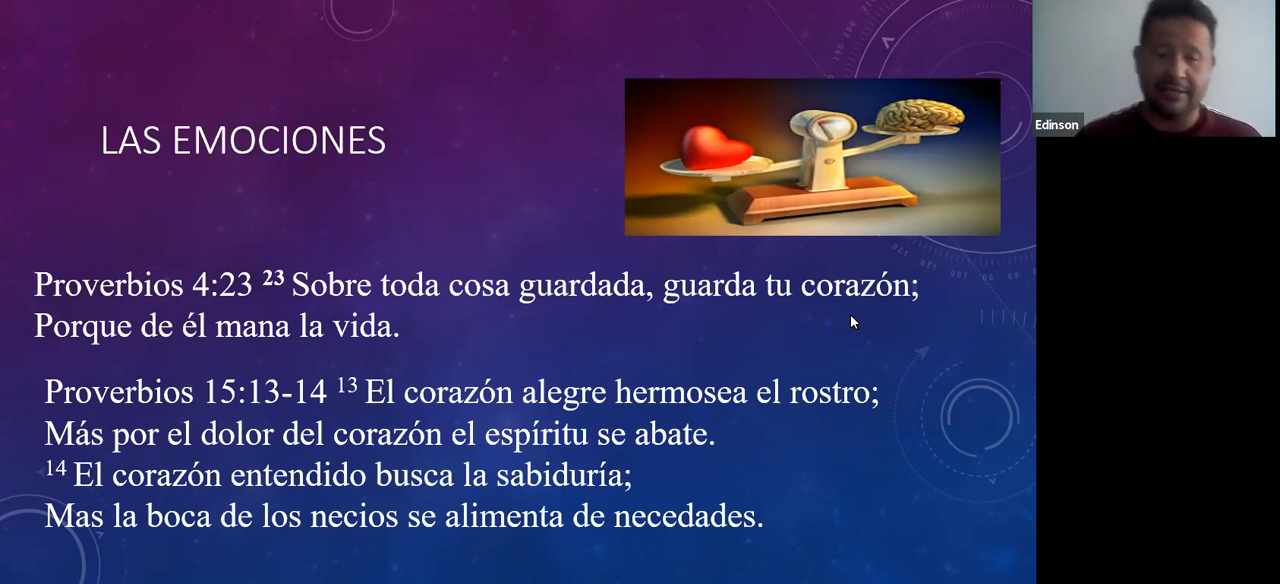 LAS EMOCIONES
Edinson
Proverbios 4:23 23 Sobre toda cosa guardada, guarda tu corazón;
Porque de él mana la vida.
Proverbios 15:13-14 13 El corazón alegre hermosea el rostro;
Más por el dolor del corazón el espíritu se abate.
14 El corazón entendido busca la sabiduría;
Mas la boca de los necios se alimenta de necedades.